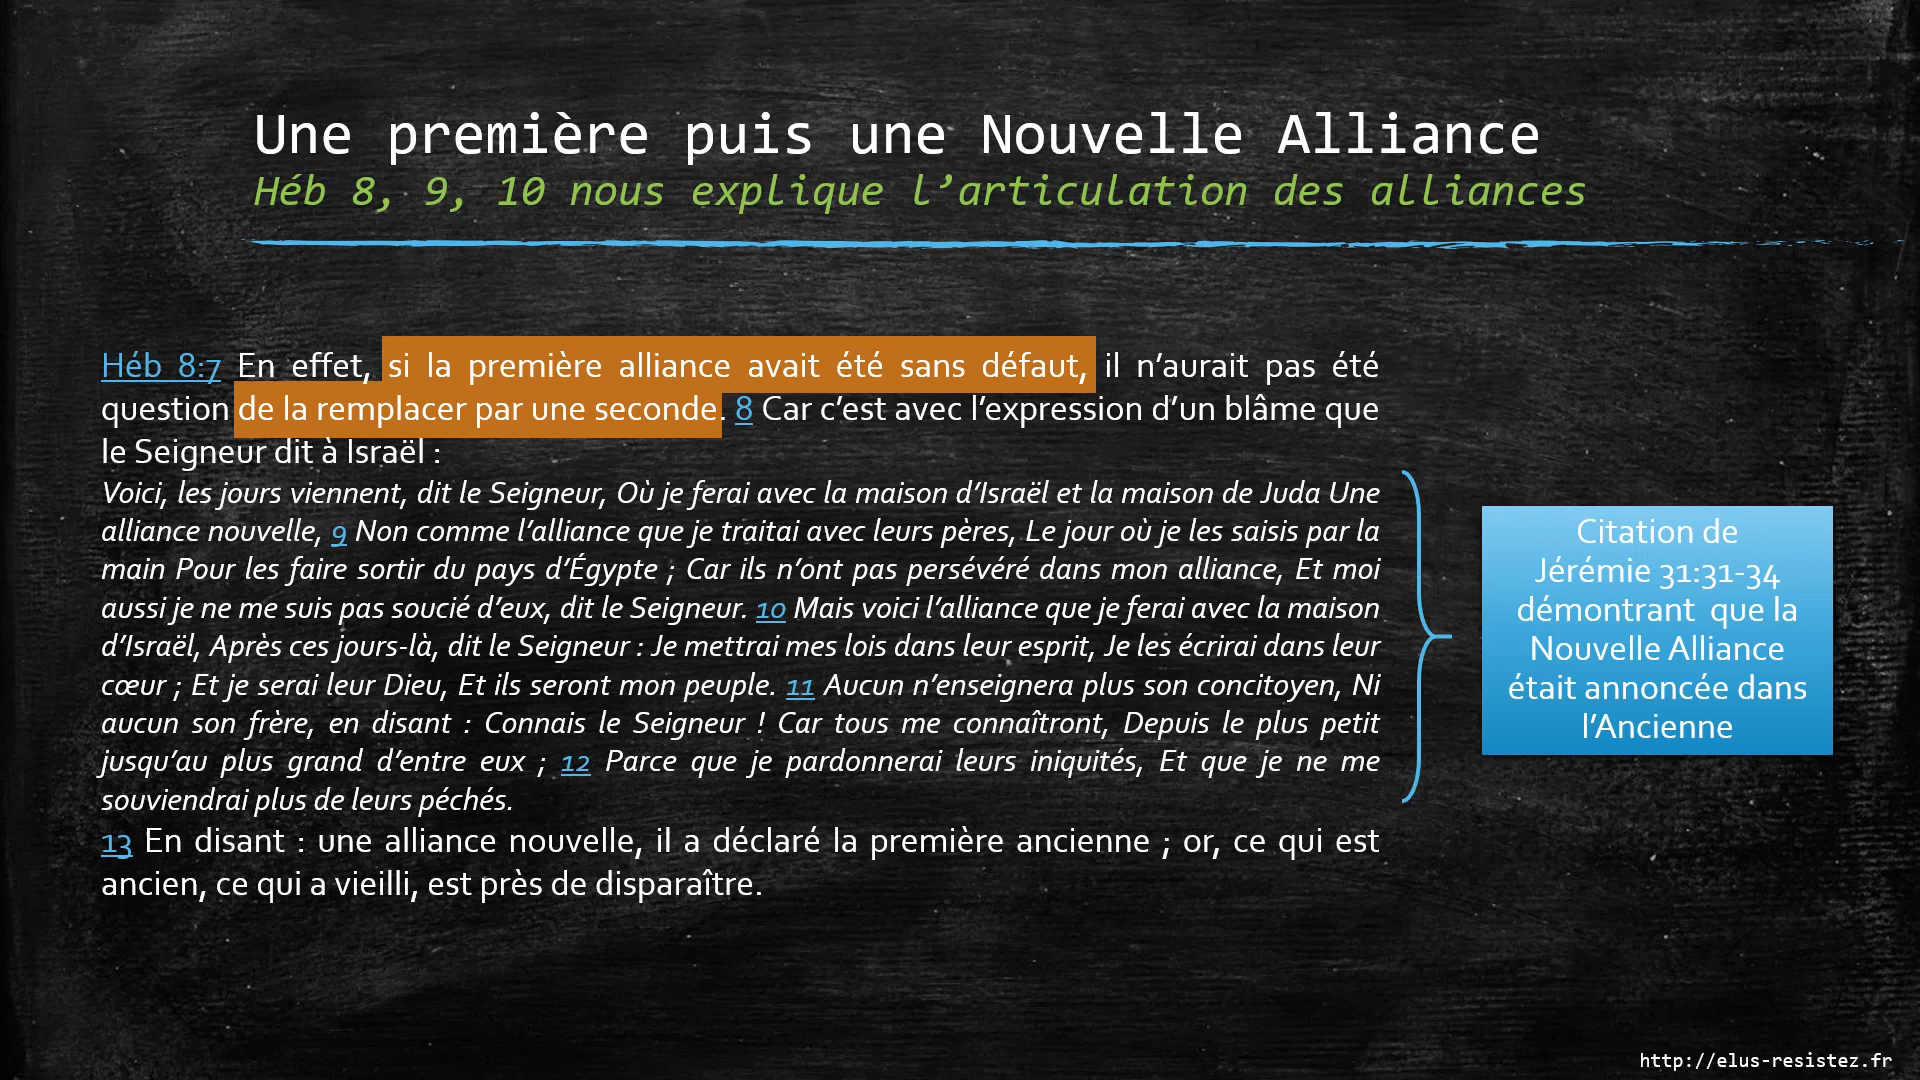 Une première puis une Nouvelle Alliance
Héb 8, 9, 10 nous explique l’articulation des alliances
Héb 8:7 En effet, si la première alliance avait été sans défaut, il n’aurait pas été
question de la remplacer par une seconde. 8 Car c’est avec l’expression d’un blâme que
le Seigneur dit à Israël :
Voici, les jours viennent, dit le Seigneur, Où je ferai avec la maison d’Israël et la maison de Juda Une
alliance nouvelle, 9 Non comme l’alliance que je traitai avec leurs pères, Le jour où je les saisis par la
main Pour les faire sortir du pays d’Égypte ; Car ils n’ont pas persévéré dans mon alliance, Et moi
aussi je ne me suis pas soucié d’eux, dit le Seigneur. 10 Mais voici l’alliance que je ferai avec la maison
d’Israël, Après ces jours-là, dit le Seigneur : Je mettrai mes lois dans leur esprit, Je les écrirai dans leur
cœur ; Et je serai leur Dieu, Et ils seront mon peuple. 11 Aucun n’enseignera plus son concitoyen, Ni
aucun son frère, en disant : Connais le Seigneur ! Car tous me connaîtront, Depuis le plus petit
jusqu’au plus grand d’entre eux ; 12 Parce que je pardonnerai leurs iniquités, Et que je ne me
souviendrai plus de leurs péchés.
13 En disant : une alliance nouvelle, il a déclaré la première ancienne ; or, ce qui est
ancien, ce qui a vieilli, est près de disparaître.
Citation de
Jérémie 31:31-34
démontrant que la
Nouvelle Alliance
était annoncée dans
l’Ancienne
http://elus-resistez.fr